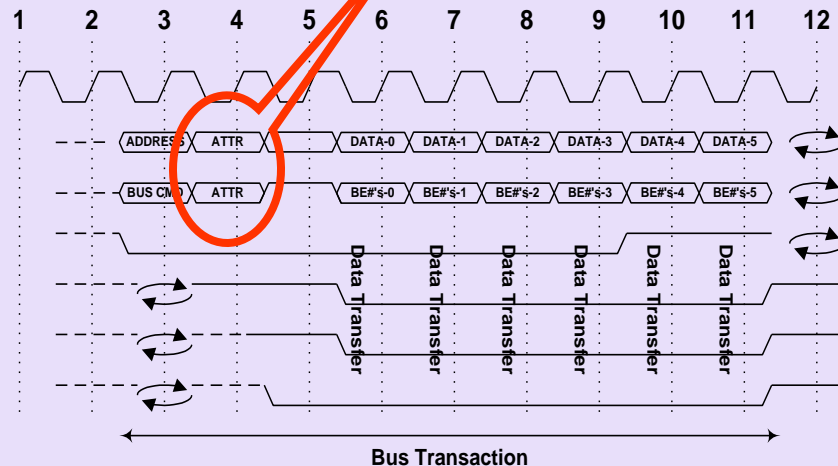 1 2 3 4 5 6 7 8 9 10 11 12
ADDRESS ATTR DATA-0 DATA-1 DATA-2 DATA-3 DATA-4 DATA-5
BUS CMD ATTR BE#'s-0 BE#'s-1 BE#'s-2 BE#'s-3 BE#'s-4 BE#'s-5
Data Transfer
Data Transfer
Data Transfer
Data Transfer
Data Transfer
Data Transfer
Bus Transaction